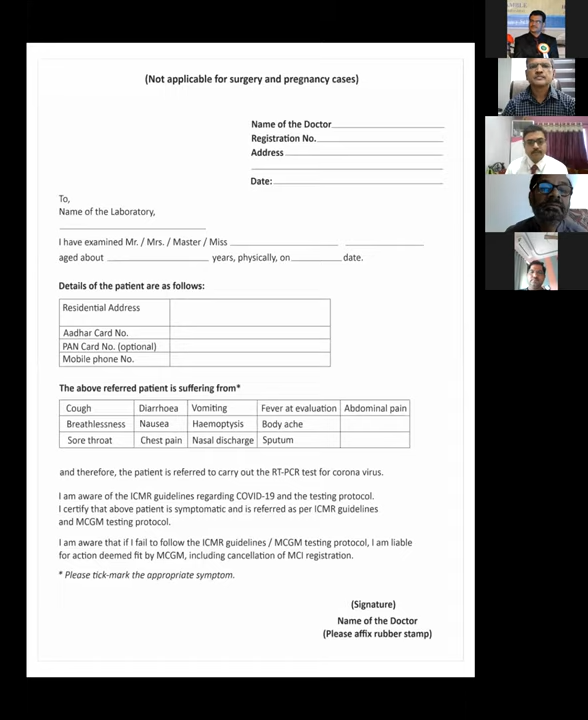 (Not applicable for surgery and pregnancy cases)
Name of the Doctor
Registration No.
Address
Date:
To,
Name of the Laboratory,
I have examined Mr. / Mrs. / Master / Miss
aged about years, physically, on date.
Details of the patient are as follows:
Residential Address
Aadhar Card No.
PAN Card No. (optional)
Mobile phone No.
The above referred patient is suffering from*
Cough Diarrhoea Vomiting Fever at evaluation Abdominal pain
Breathlessness Nausea Haemoptysis Body ache
Sore throat Chest pain Nasal discharge Sputum
and therefore, the patient is referred to carry out the RT-PCR test for corona virus.
I am aware of the ICMR guidelines regarding COVID-19 and the testing protocol.
I certify that above patient is symptomatic and is referred as per ICMR guidelines
and MCGM testing protocol.
I am aware that if I fail to follow the ICMR guidelines / MCGM testing protocol, I am liable
for action deemed fit by MCGM, including cancellation of MCI registration.
* Please tick-mark the appropriate symptom.
(Signature)
Name of the Doctor
(Please affix rubber stamp)